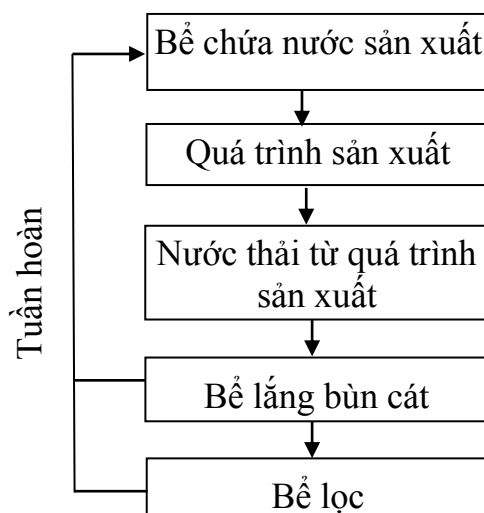 Bể chứa nước sản xuất
Quá trình sản xuất
Nước thải từ quá trình
sản xuất
Bể lắng bùn cát
Bể lọc
Tuần hoàn